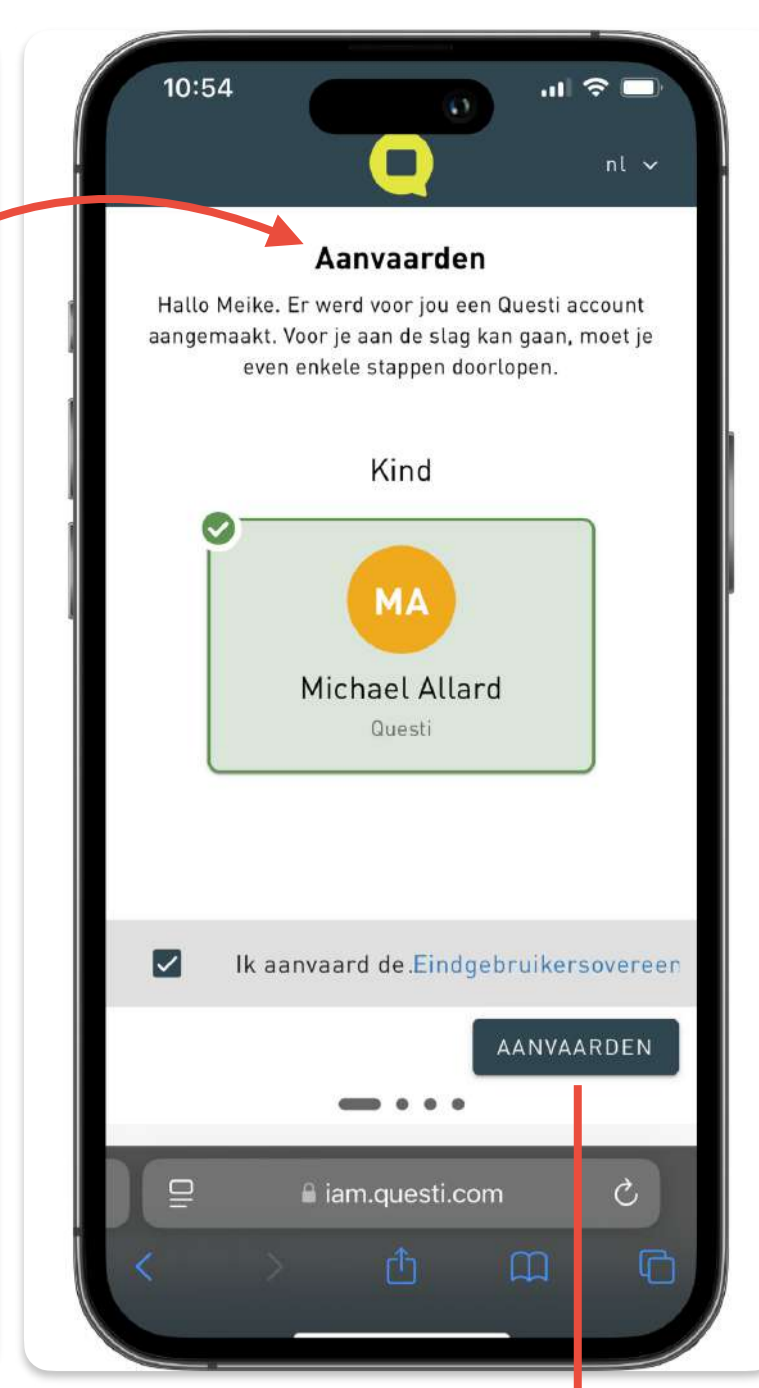 10:54
nl
Aanvaarden
Hallo Meike. Er werd voor jou een Questi account
aangemaakt. Voor je aan de slag kan gaan, moet je
even enkele stappen doorlopen.
Kind
MA
Michael Allard
Questi
Ik aanvaard de.Eindgebruikersovereen
AANVAARDEN
iam.questi.com